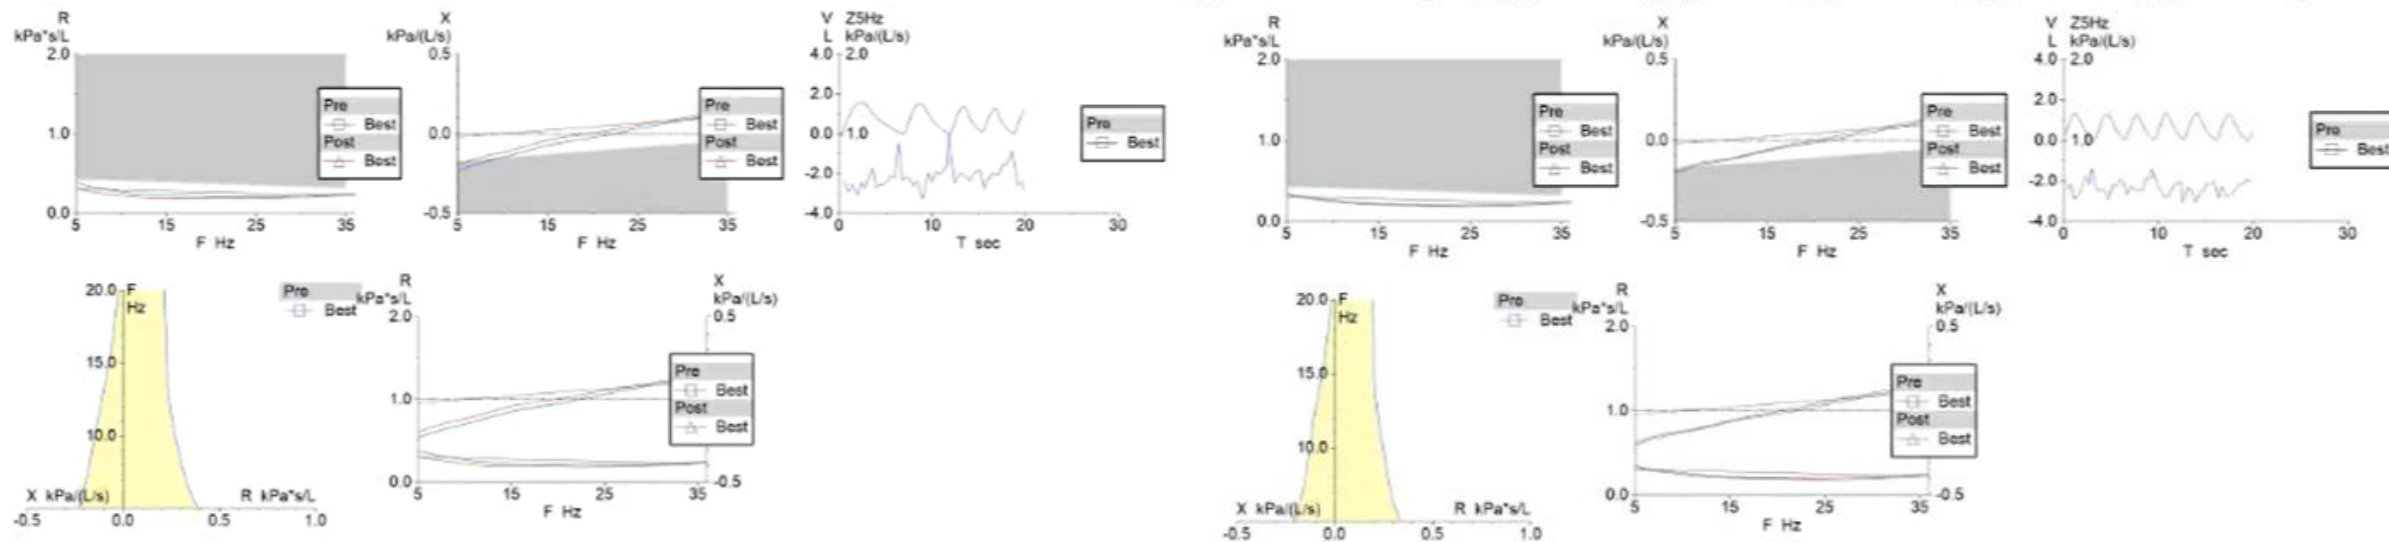 R
kPa*s/L
2.0
1.0
0.0
5 15 25 35
F Hz
Pre
Best
Post
Best
X
kPa/(L/s)
0.5
0.0
-0.5
5 15 25 35
F Hz
Pre
Best
Post
Best
V Z5Hz
L kPa/(L/s)
4.0 2.0
2.0
0.0 1.0
-2.0
-4.0
0 10 20 30
T sec
Pre
Best
20.0 F
Hz
15.0
10.0
X kPa/(L/s) R kPa*s/L
-0.5 0.0 0.5 1.0
Pre
Best
R
kPa*s/L
2.0
1.0
0.0
X
kPa/(L/s)
0.5
-0.5
5 15 25 35
F Hz
Pre
Best
Post
Best
R
kPa*s/L
2.0
1.0
0.0
5 15 25 35
F Hz
Pre
Best
Post
Best
X
kPa/(L/s)
0.5
0.0
-0.5
5 15 25 35
F Hz
Pre
Best
Post
Best
V Z5Hz
L kPa/(L/s)
4.0 2.0
2.0
0.0 1.0
-2.0
-4.0
0 10 20 30
T sec
Pre
Best
20.0 F
Hz
15.0
10.0
X kPa/(L/s) R kPa*s/L
-0.5 0.0 0.5 1.0
Pre
Best
R
kPa*s/L
2.0
1.0
0.0
X
kPa/(L/s)
0.5
-0.5
5 15 25 35
F Hz
Pre
Best
Post
Best